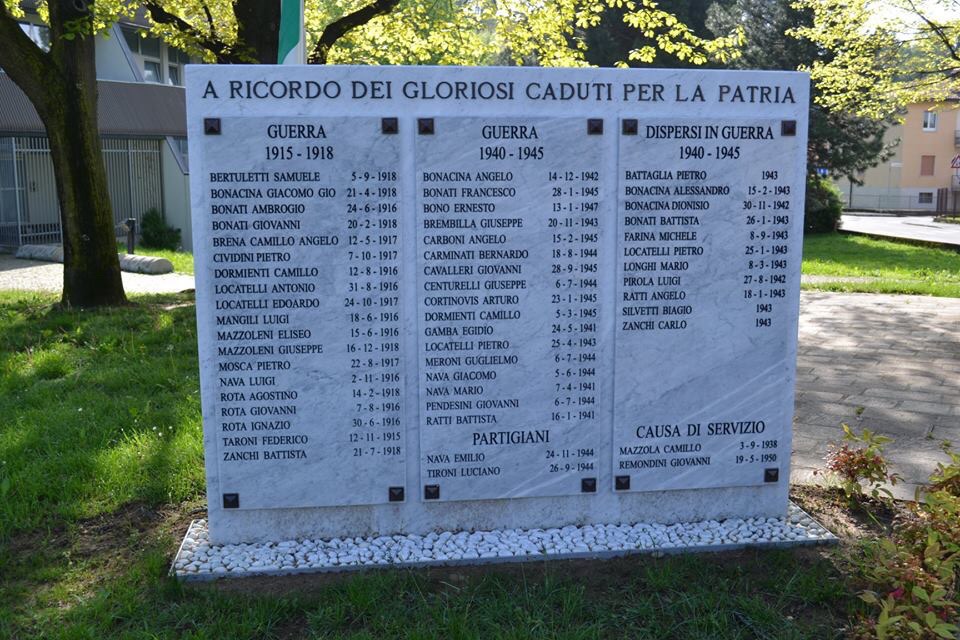 A RICORDO DEI GLORIOSI CADUTI PER LA PATRIA
GUERRA
1915 - 1918
BERTULETTI SAMUELE 5 - 9 - 1918
BONACINA GIACOMO GIO 21 - 4 - 1918
BONATI AMBROGIO 24 - 6 - 1916
BONATI GIOVANNI 20 - 2 - 1918
BRENA CAMILLO ANGELO 12 - 5 - 1917
CIVIDINI PIETRO 7 - 10 - 1917
DORMIENTI CAMILLO 12 - 8 - 1916
LOCATELLI ANTONIO 31 - 8 - 1916
LOCATELLI EDOARDO 24 - 10 - 1917
MANGILI LUIGI 18 - 6 - 1916
MAZZOLENI ELISEO 15 - 6 - 1916
MAZZOLENI GIUSEPPE 16 - 12 - 1918
MOSCA PIETRO 22 - 8 - 1917
NAVA LUIGI 2 - 11 - 1916
ROTA AGOSTINO 14 - 2 - 1918
ROTA GIOVANNI 7 - 8 - 1916
ROTA IGNAZIO 30 - 6 - 1916
TARONI FEDERICO 12 - 11 - 1915
ZANCHI BATTISTA 21 - 7 - 1918
GUERRA
1940 - 1945
BONACINA ANGELO 14 - 12 - 1942
BONATI FRANCESCO 28 - 1 - 1945
BONO ERNESTO 13 - 1 - 1947
BREMBILLA GIUSEPPE 20 - 11 - 1943
CARBONI ANGELO 15 - 2 - 1945
CARMINATI BERNARDO 18 - 8 - 1944
CAVALLERI GIOVANNI 28 - 9 - 1945
CENTURELLI GIUSEPPE 6 - 7 - 1944
CORTINOVIS ARTURO 23 - 1 - 1945
DORMIENTI CAMILLO 5 - 3 - 1945
GAMBA EGIDIO 24 - 5 - 1941
LOCATELLI PIETRO 25 - 4 - 1943
MERONI GUGLIELMO 6 - 7 - 1944
NAVA GIACOMO 5 - 6 - 1944
NAVA MARIO 7 - 4 - 1941
PENDESINI GIOVANNI 6 - 7 - 1944
RATTI BATTISTA 16 - 1 - 1941
PARTIGIANI
NAVA EMILIO 24 - 11 - 1944
TIRONI LUCIANO 26 - 9 - 1944
DISPERSI IN GUERRA
1940 - 1945
BATTAGLIA PIETRO 1943
BONACINA ALESSANDRO 15 - 2 - 1943
BONACINA DIONISIO 30 - 11 - 1942
BONATI BATTISTA 26 - 1 - 1943
FARINA MICHELE 8 - 9 - 1943
LOCATELLI PIETRO 25 - 1 - 1943
LONGHI MARIO 8 - 3 - 1943
PIROLA LUIGI 27 - 8 - 1942
RATTI ANGELO 18 - 1 - 1943
SILVETTI BIAGIO 1943
ZANCHI CARLO 1943
CAUSA DI SERVIZIO
MAZZOLA CAMILLO 3 - 9 - 1938
REMONDINI GIOVANNI 19 - 5 - 1950